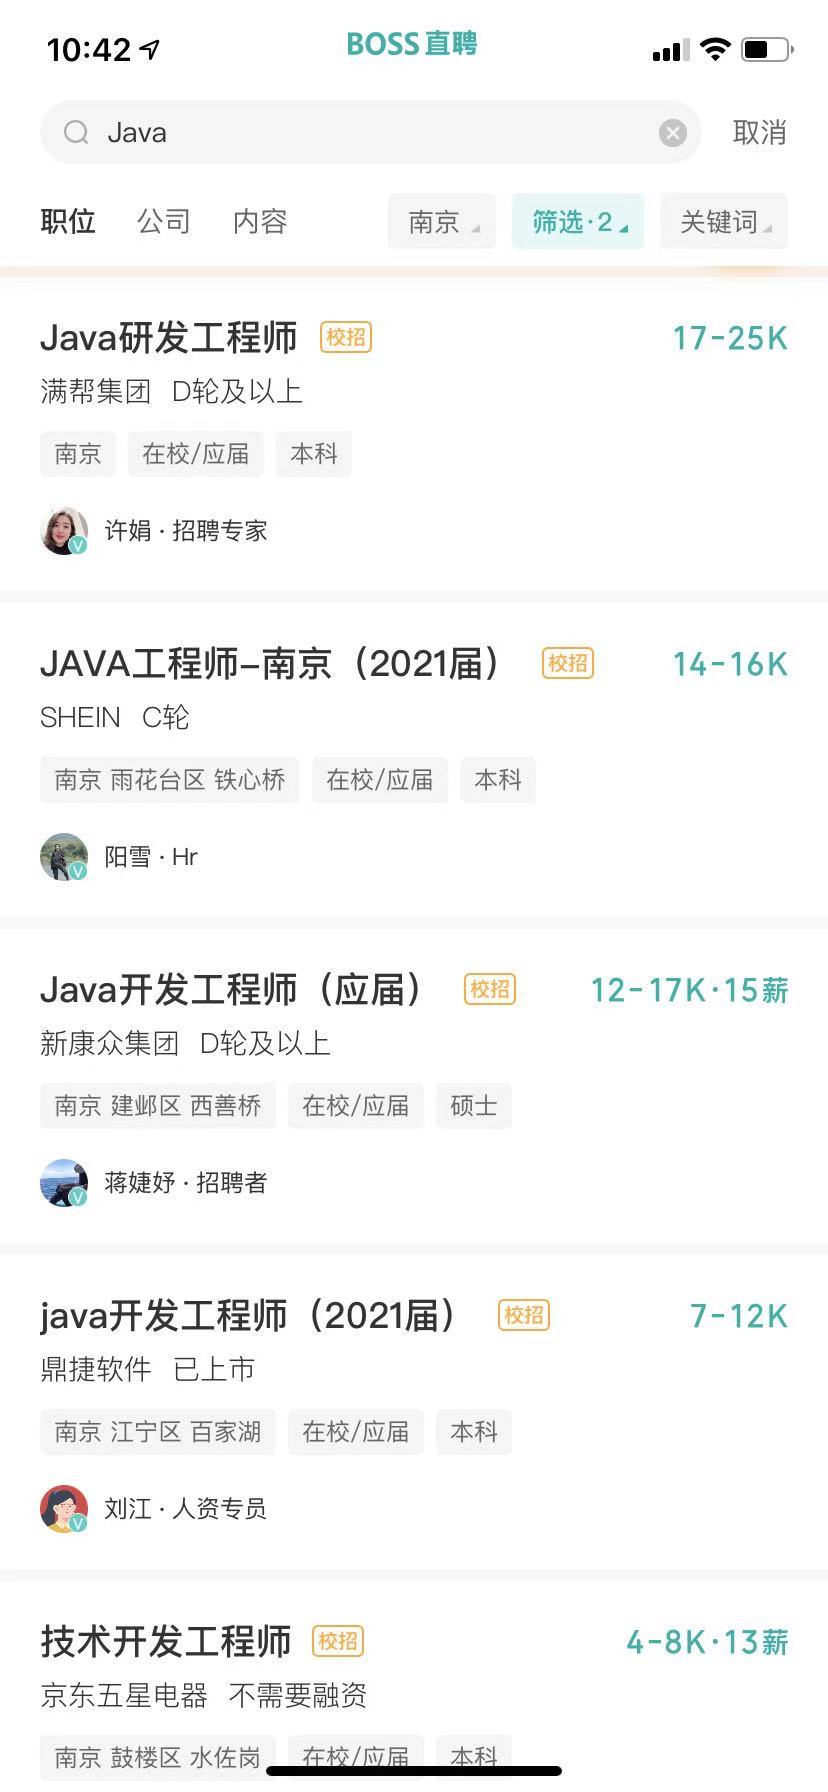 10:42
BOSS直聘
Java
取消
职位 公司 内容 南京 筛选·2 关键词
Java研发工程师 校招 17-25K
满帮集团 D轮及以上
南京 在校/应届 本科
许娟·招聘专家
JAVA工程师-南京（2021届） 校招 14-16K
SHEIN C轮
南京 雨花台区 铁心桥 在校/应届 本科
阳雪·Hr
Java开发工程师（应届） 校招 12-17K·15薪
新康众集团 D轮及以上
南京 建邺区 西善桥 在校/应届 硕士
蒋婕妤·招聘者
java开发工程师（2021届） 校招 7-12K
鼎捷软件 已上市
南京 江宁区 百家湖 在校/应届 本科
刘江·人资专员
技术开发工程师 校招 4-8K·13薪
京东五星电器 不需要融资
南京 鼓楼区 水佐岗 在校/应届 本科